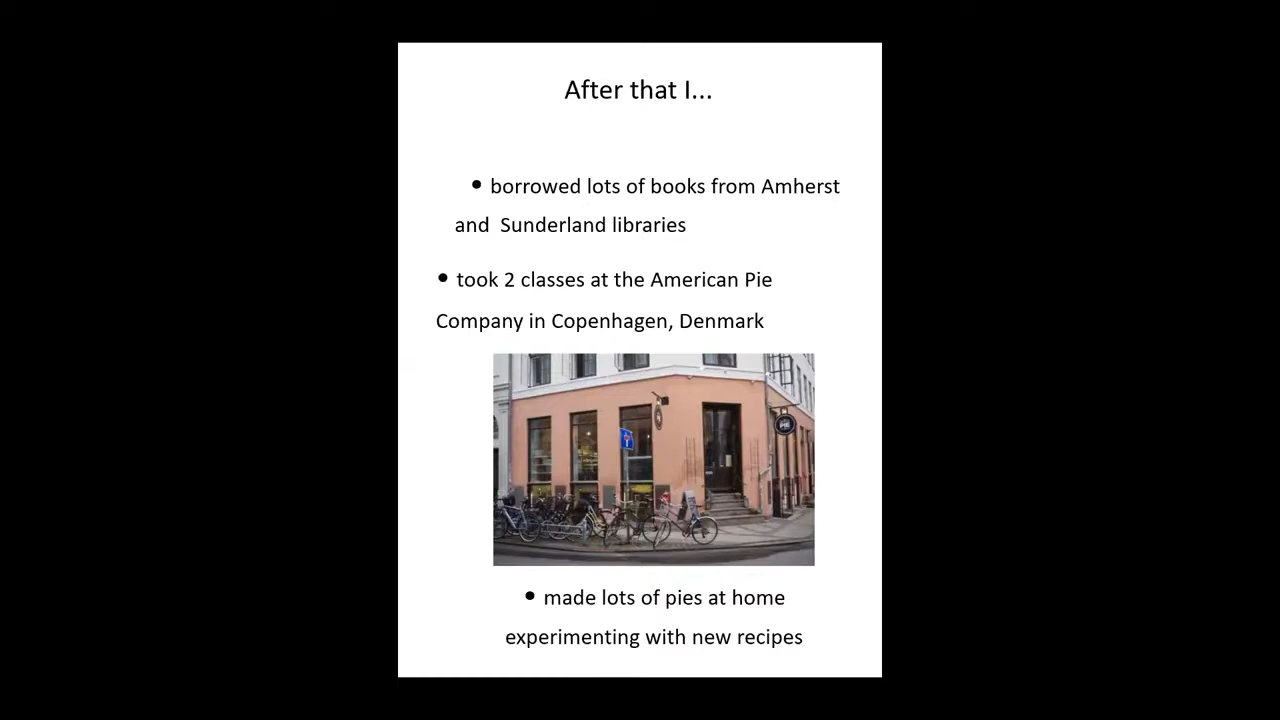 After that I...
• borrowed lots of books from Amherst
and Sunderland libraries
• took 2 classes at the American Pie
Company in Copenhagen, Denmark
PIE
• made lots of pies at home
experimenting with new recipes